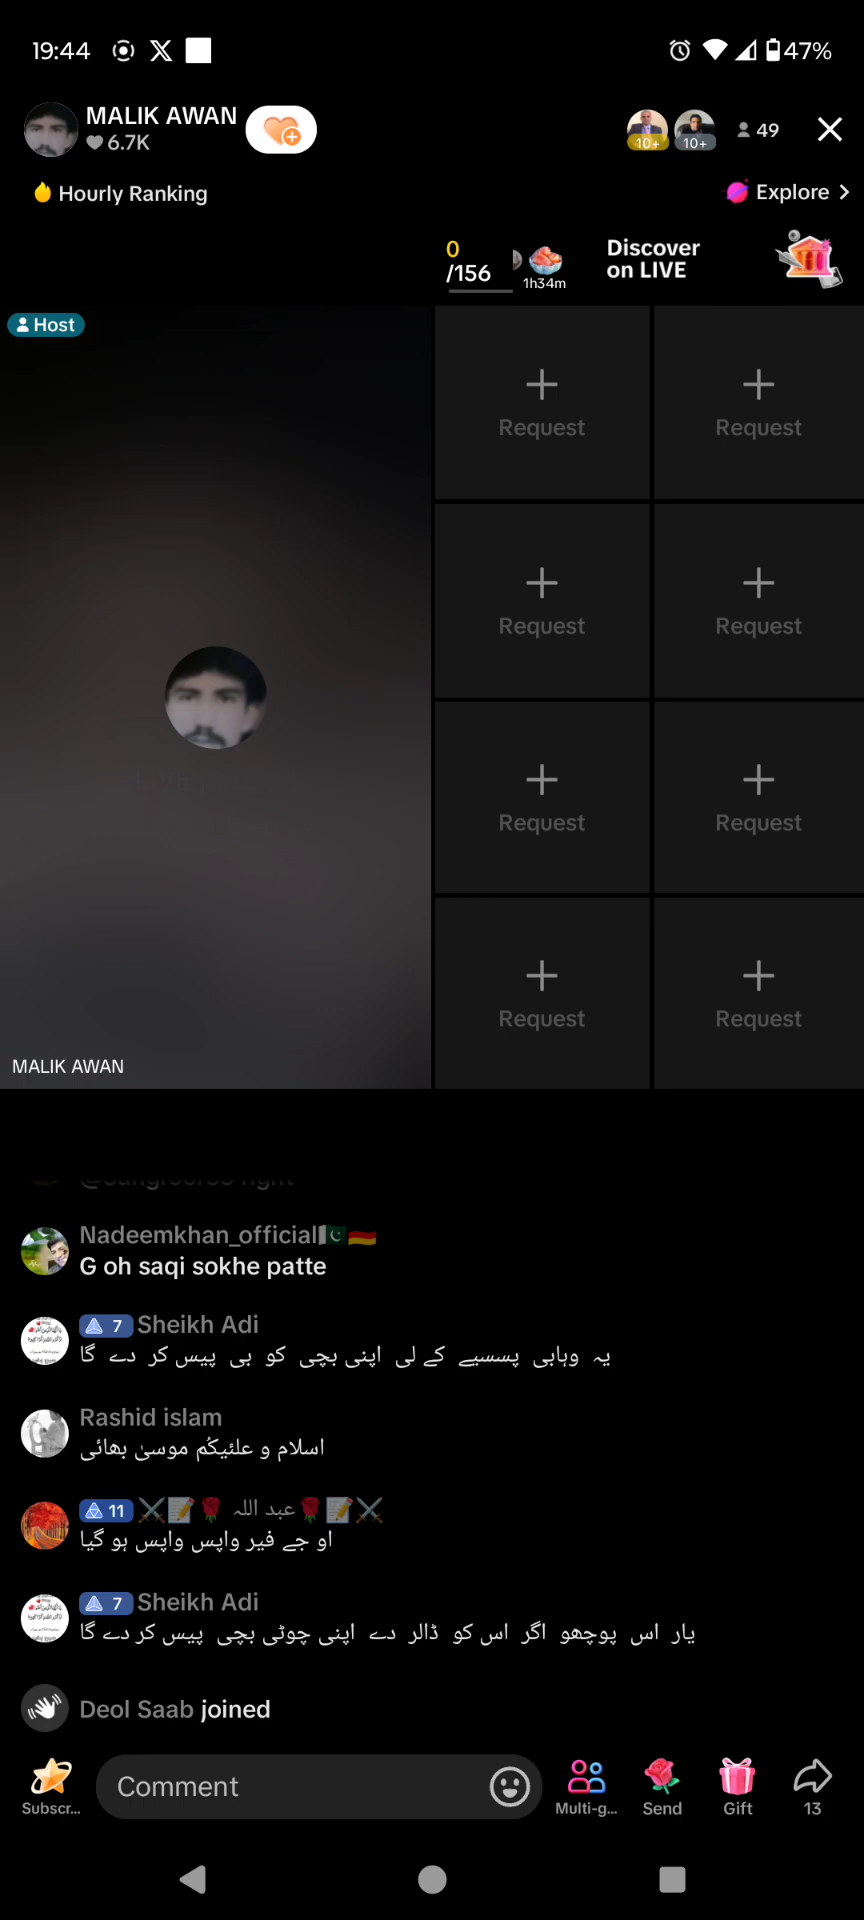 19:44
47%
MALIK AWAN
6.7K
10+
10+
49
Hourly Ranking
Explore
0
/156
1h34m
Discover
on LIVE
Host
Request
Request
Request
Request
Request
Request
Request
Request
MALIK AWAN
Nadeemkhan_official🇵🇰🇩🇪
G oh saqi sokhe patte
7 Sheikh Adi
یہ وہابی پسسیے کے لی اپنی بچی کو بی پیس کر دے گا
Rashid islam
اسلام و علئیکُم موسیٰ بھائی
11 ⚔📝🌹عبد اللہ🌹📝⚔
او جے فیر واپس واپس ہو گیا
7 Sheikh Adi
یار اس پوچھو اگر اس کو ڈالر دے اپنی چوٹی بچی پیس کر دے گا
Deol Saab joined
Subscr...
Comment
Multi-g...
Send
Gift
13